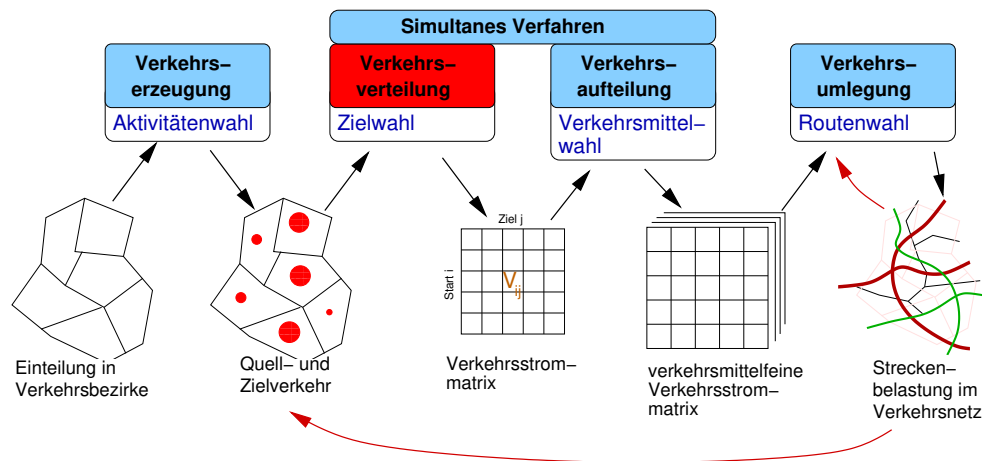 Simultanes Verfahren
Verkehrs–
erzeugung
Aktivitätenwahl
Verkehrs–
verteilung
Zielwahl
Verkehrs–
aufteilung
Verkehrsmittel–
wahl
Verkehrs–
umlegung
Routenwahl
Einteilung in
Verkehrsbezirke
Quell– und
Zielverkehr
Ziel j
Start i
V_ij
Verkehrsstrom–
matrix
verkehrsmittelfeine
Verkehrsstrom–
matrix
Strecken–
belastung im
Verkehrsnetz